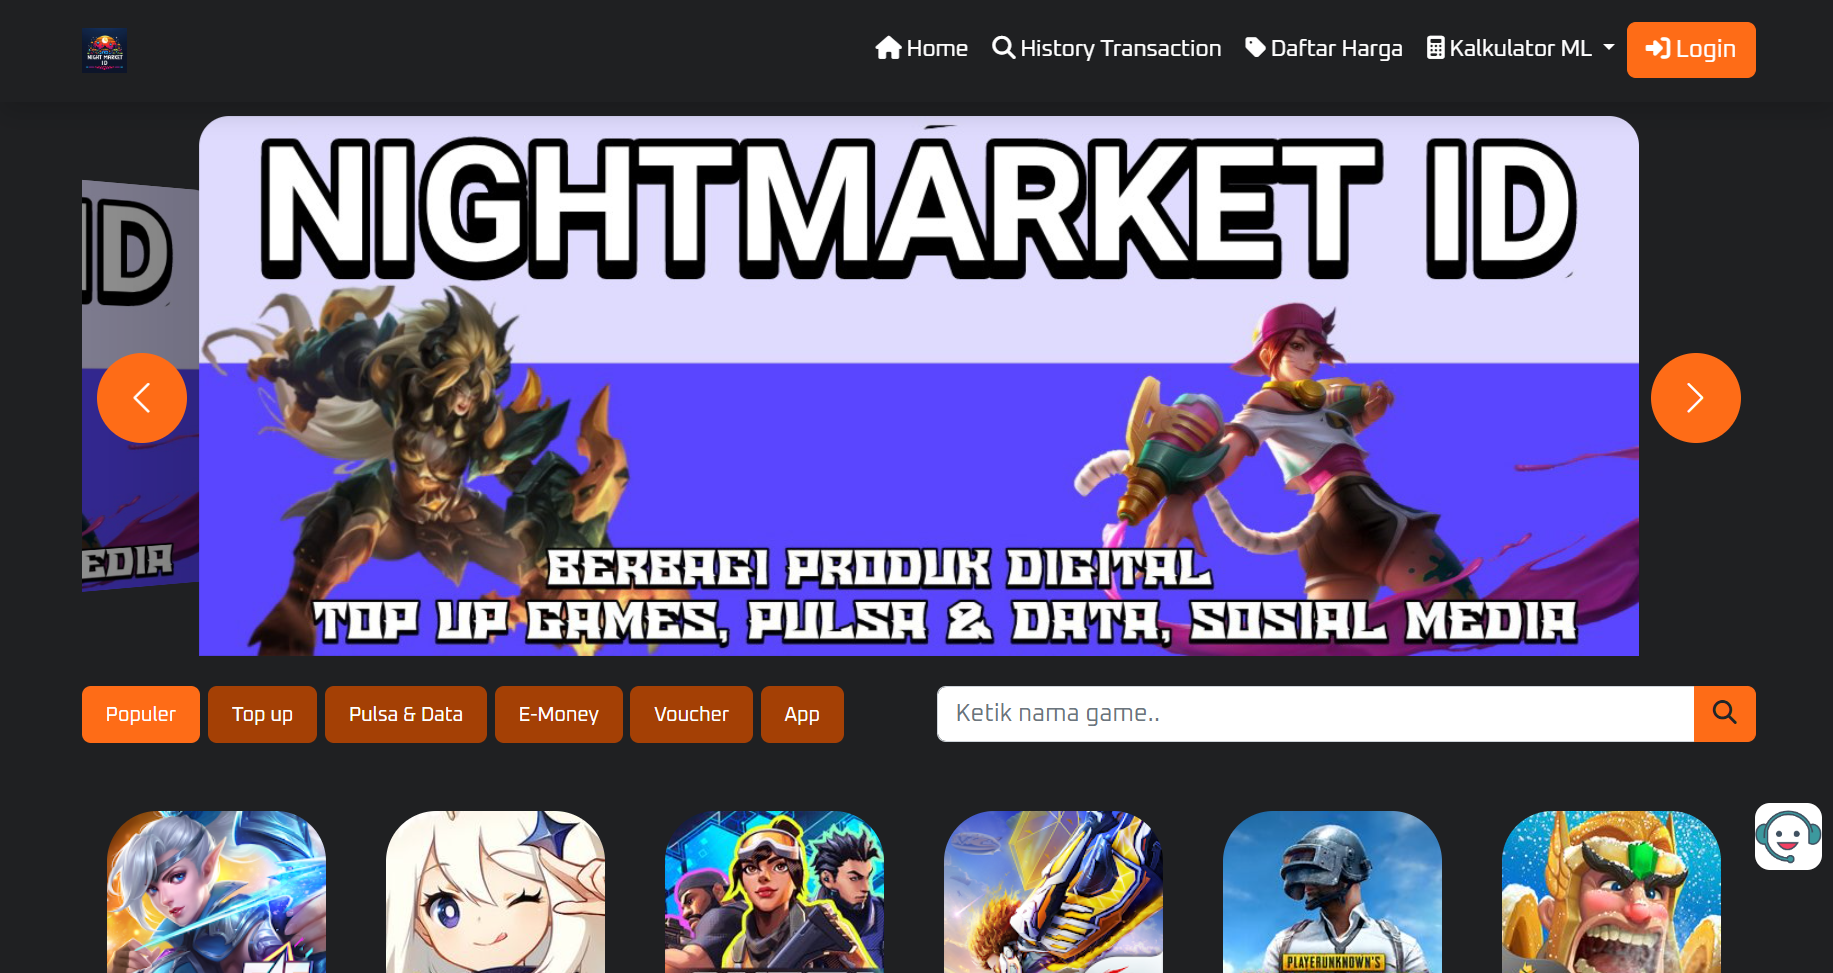 NIGHT MARKET
ID
Home
History Transaction
Daftar Harga
Kalkulator ML
Login
ID
EDIA
NIGHTMARKET ID
BERBAGI PRODUK DIGITAL
TOP UP GAMES, PULSA & DATA, SOSIAL MEDIA
Populer
Top up
Pulsa & Data
E-Money
Voucher
App
Ketik nama game..
PLAYERUNKNOWN'S